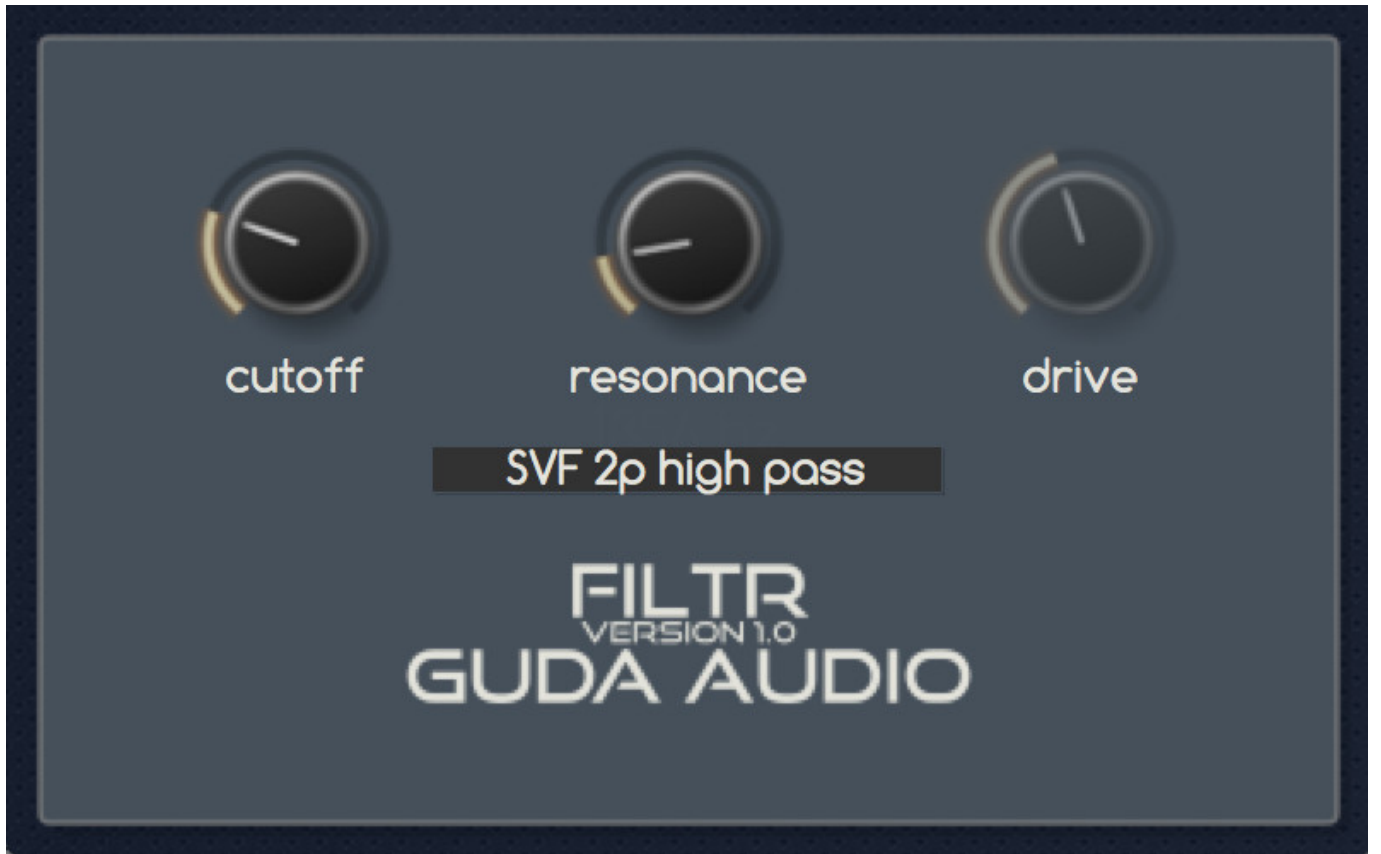 cutoff resonance drive
SVF 2p high pass
FILTR
VERSION 1.0
GUDA AUDIO